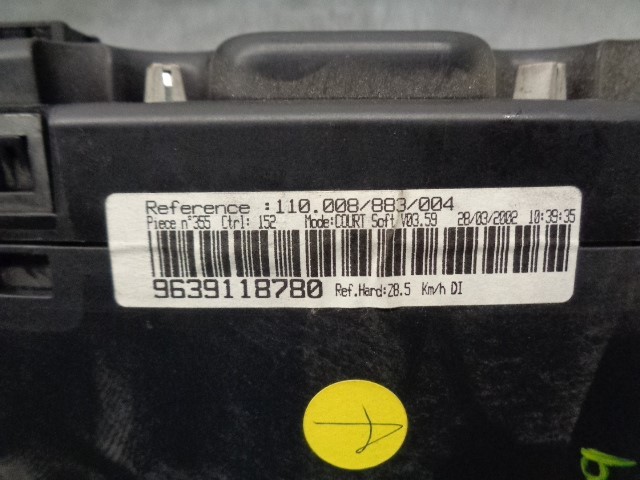 Reference :110.008/883/004
Piece n°355 Ctrl: 152 Mode:COURT Soft V03.59 28/03/2002 10:39:35
9639118780 Ref.Hard:28.5 Km/h DI